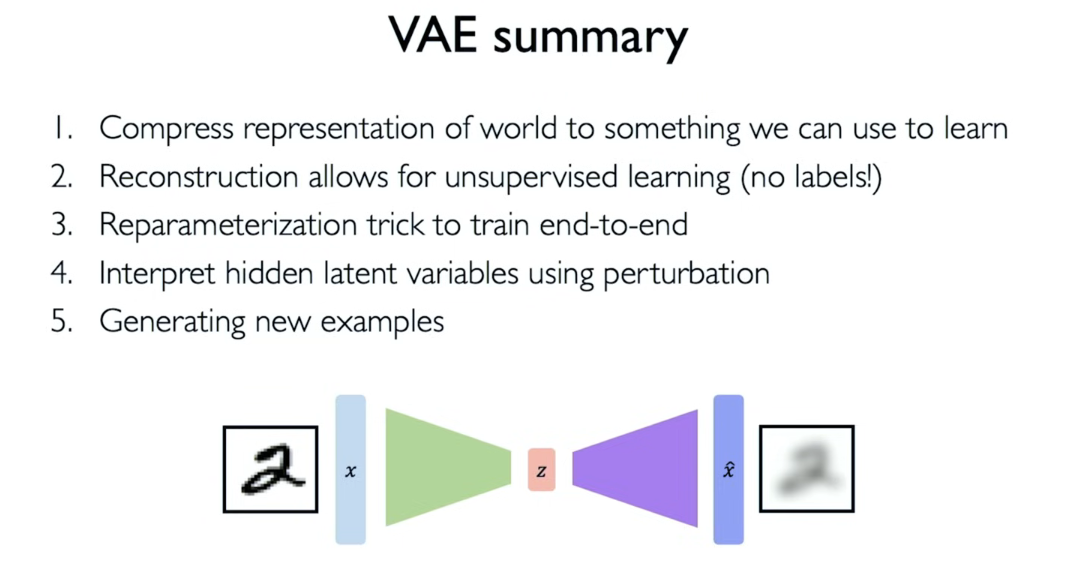 VAE summary
1. Compress representation of world to something we can use to learn
2. Reconstruction allows for unsupervised learning (no labels!)
3. Reparameterization trick to train end-to-end
4. Interpret hidden latent variables using perturbation
5. Generating new examples
2 x z x̂ 2